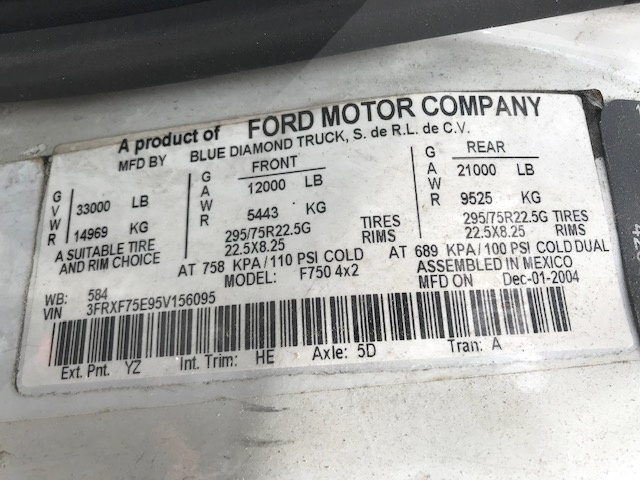 A product of FORD MOTOR COMPANY
MFD BY BLUE DIAMOND TRUCK, S. de R.L. de C.V.
GVWR 33000 LB
14969 KG
FRONT
GAWR 12000 LB
5443 KG
REAR
GAWR 21000 LB
9525 KG
A SUITABLE TIRE
AND RIM CHOICE
295/75R22.5G TIRES 295/75R22.5G TIRES
22.5X8.25 RIMS 22.5X8.25 RIMS
AT 758 KPA/110 PSI COLD AT 689 KPA/100 PSI COLD DUAL
MODEL: F750 4x2 ASSEMBLED IN MEXICO
MFD ON Dec-01-2004
WB: 584
VIN 3FRXF75E95V156095
Ext. Pnt. YZ Int. Trim: HE Axle: 5D Tran: A